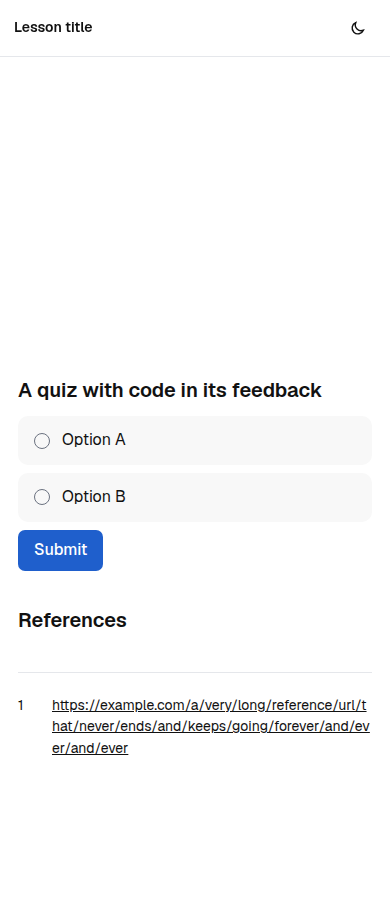 Lesson title
A quiz with code in its feedback
Option A
Option B
Submit
References
1 https://example.com/a/very/long/reference/url/t
hat/never/ends/and/keeps/going/forever/and/ev
er/and/ever